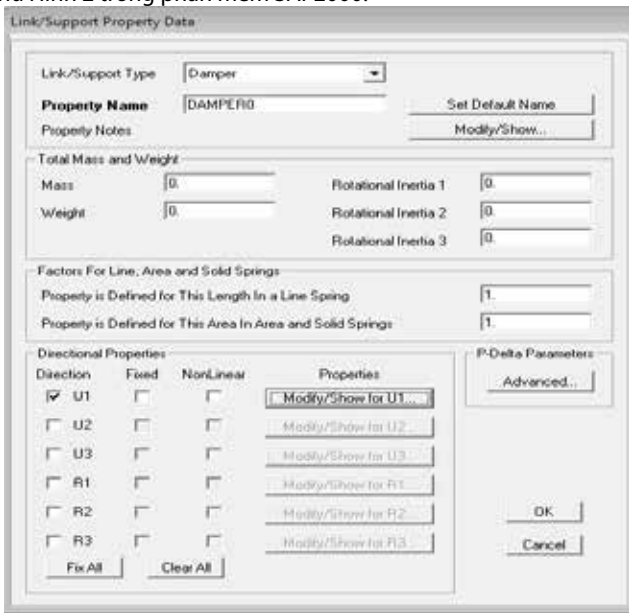 Link/Support Property Data
Link/Support Type Damper
Property Name DAMPER0 Set Default Name
Property Notes Modify/Show...
Total Mass and Weight
Mass 0. Rotational Inertia 1 0.
Weight 0. Rotational Inertia 2 0.
Rotational Inertia 3 0.
Factors For Line, Area and Solid Springs
Property is Defined for This Length In a Line Spring 1.
Property is Defined for This Area In Area and Solid Springs 1.
Directional Properties P-Delta Parameters
Direction Fixed NonLinear Properties Advanced...
U1 Modify/Show for U1...
U2 Modify/Show for U2...
U3 Modify/Show for U3...
R1 Modify/Show for R1...
R2 Modify/Show for R2... OK
R3 Modify/Show for R3... Cancel
Fix All Clear All